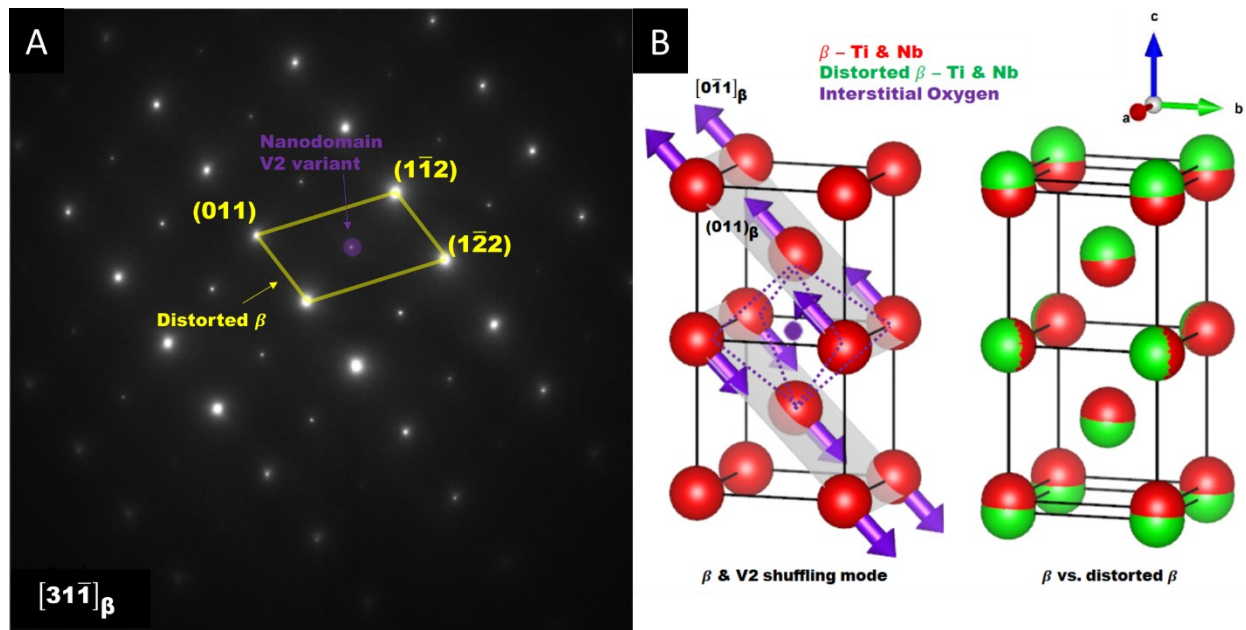 A
Nanodomain
V2 variant
(11̅2)
(011)
(12̅2)
Distorted β
[311̅]β
B
β – Ti & Nb
Distorted β – Ti & Nb
Interstitial Oxygen
c
b
a
[01̅1]β
(011)β
β & V2 shuffling mode
β vs. distorted β